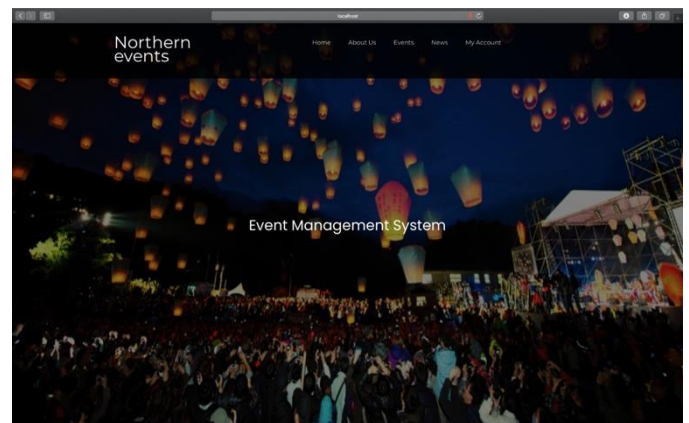 localhost
Northern
events
Home About Us Events News My Account
Event Management System